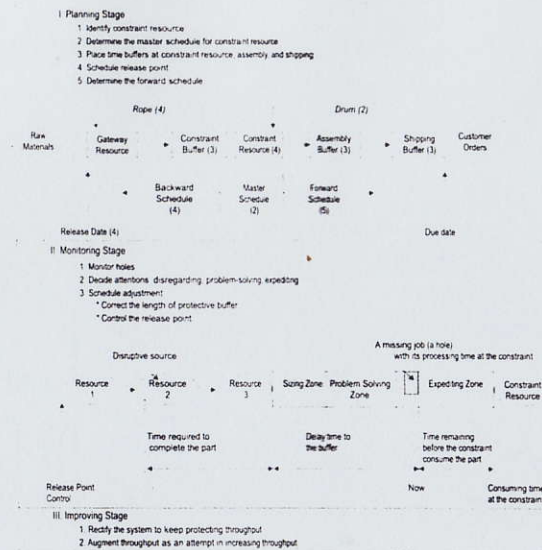 I Planning Stage
1 Identify constraint resource
2 Determine the master schedule for constraint resource
3 Place time buffers at constraint resource, assembly and shipping
4 Schedule release point
5 Determine the forward schedule
Rope (4) Drum (2)
Raw Materials
Gateway Resource
Constraint Buffer (3)
Constraint Resource (4)
Assembly Buffer (3)
Shipping Buffer (3)
Customer Orders
Backward Schedule (4)
Master Schedule (2)
Forward Schedule (5)
Release Date (4) Due date
II Monitoring Stage
1 Monitor holes
2 Decide attentions: disregarding, problem-solving, expediting
3 Schedule adjustment
* Correct the length of protective buffer
* Control the release point
A missing job (a hole)
with its processing time at the constraint
Disruptive source
Resource 1
Resource 2
Resource 3
Sizing Zone
Problem Solving Zone
Expediting Zone
Constraint Resource
Time required to complete the part
Delay time to the buffer
Time remaining before the constraint consume the part
Release Point Control
Now
Consuming time at the constraint
III. Improving Stage
1. Rectify the system to keep protecting throughput
2. Augment throughput as an attempt in increasing throughput